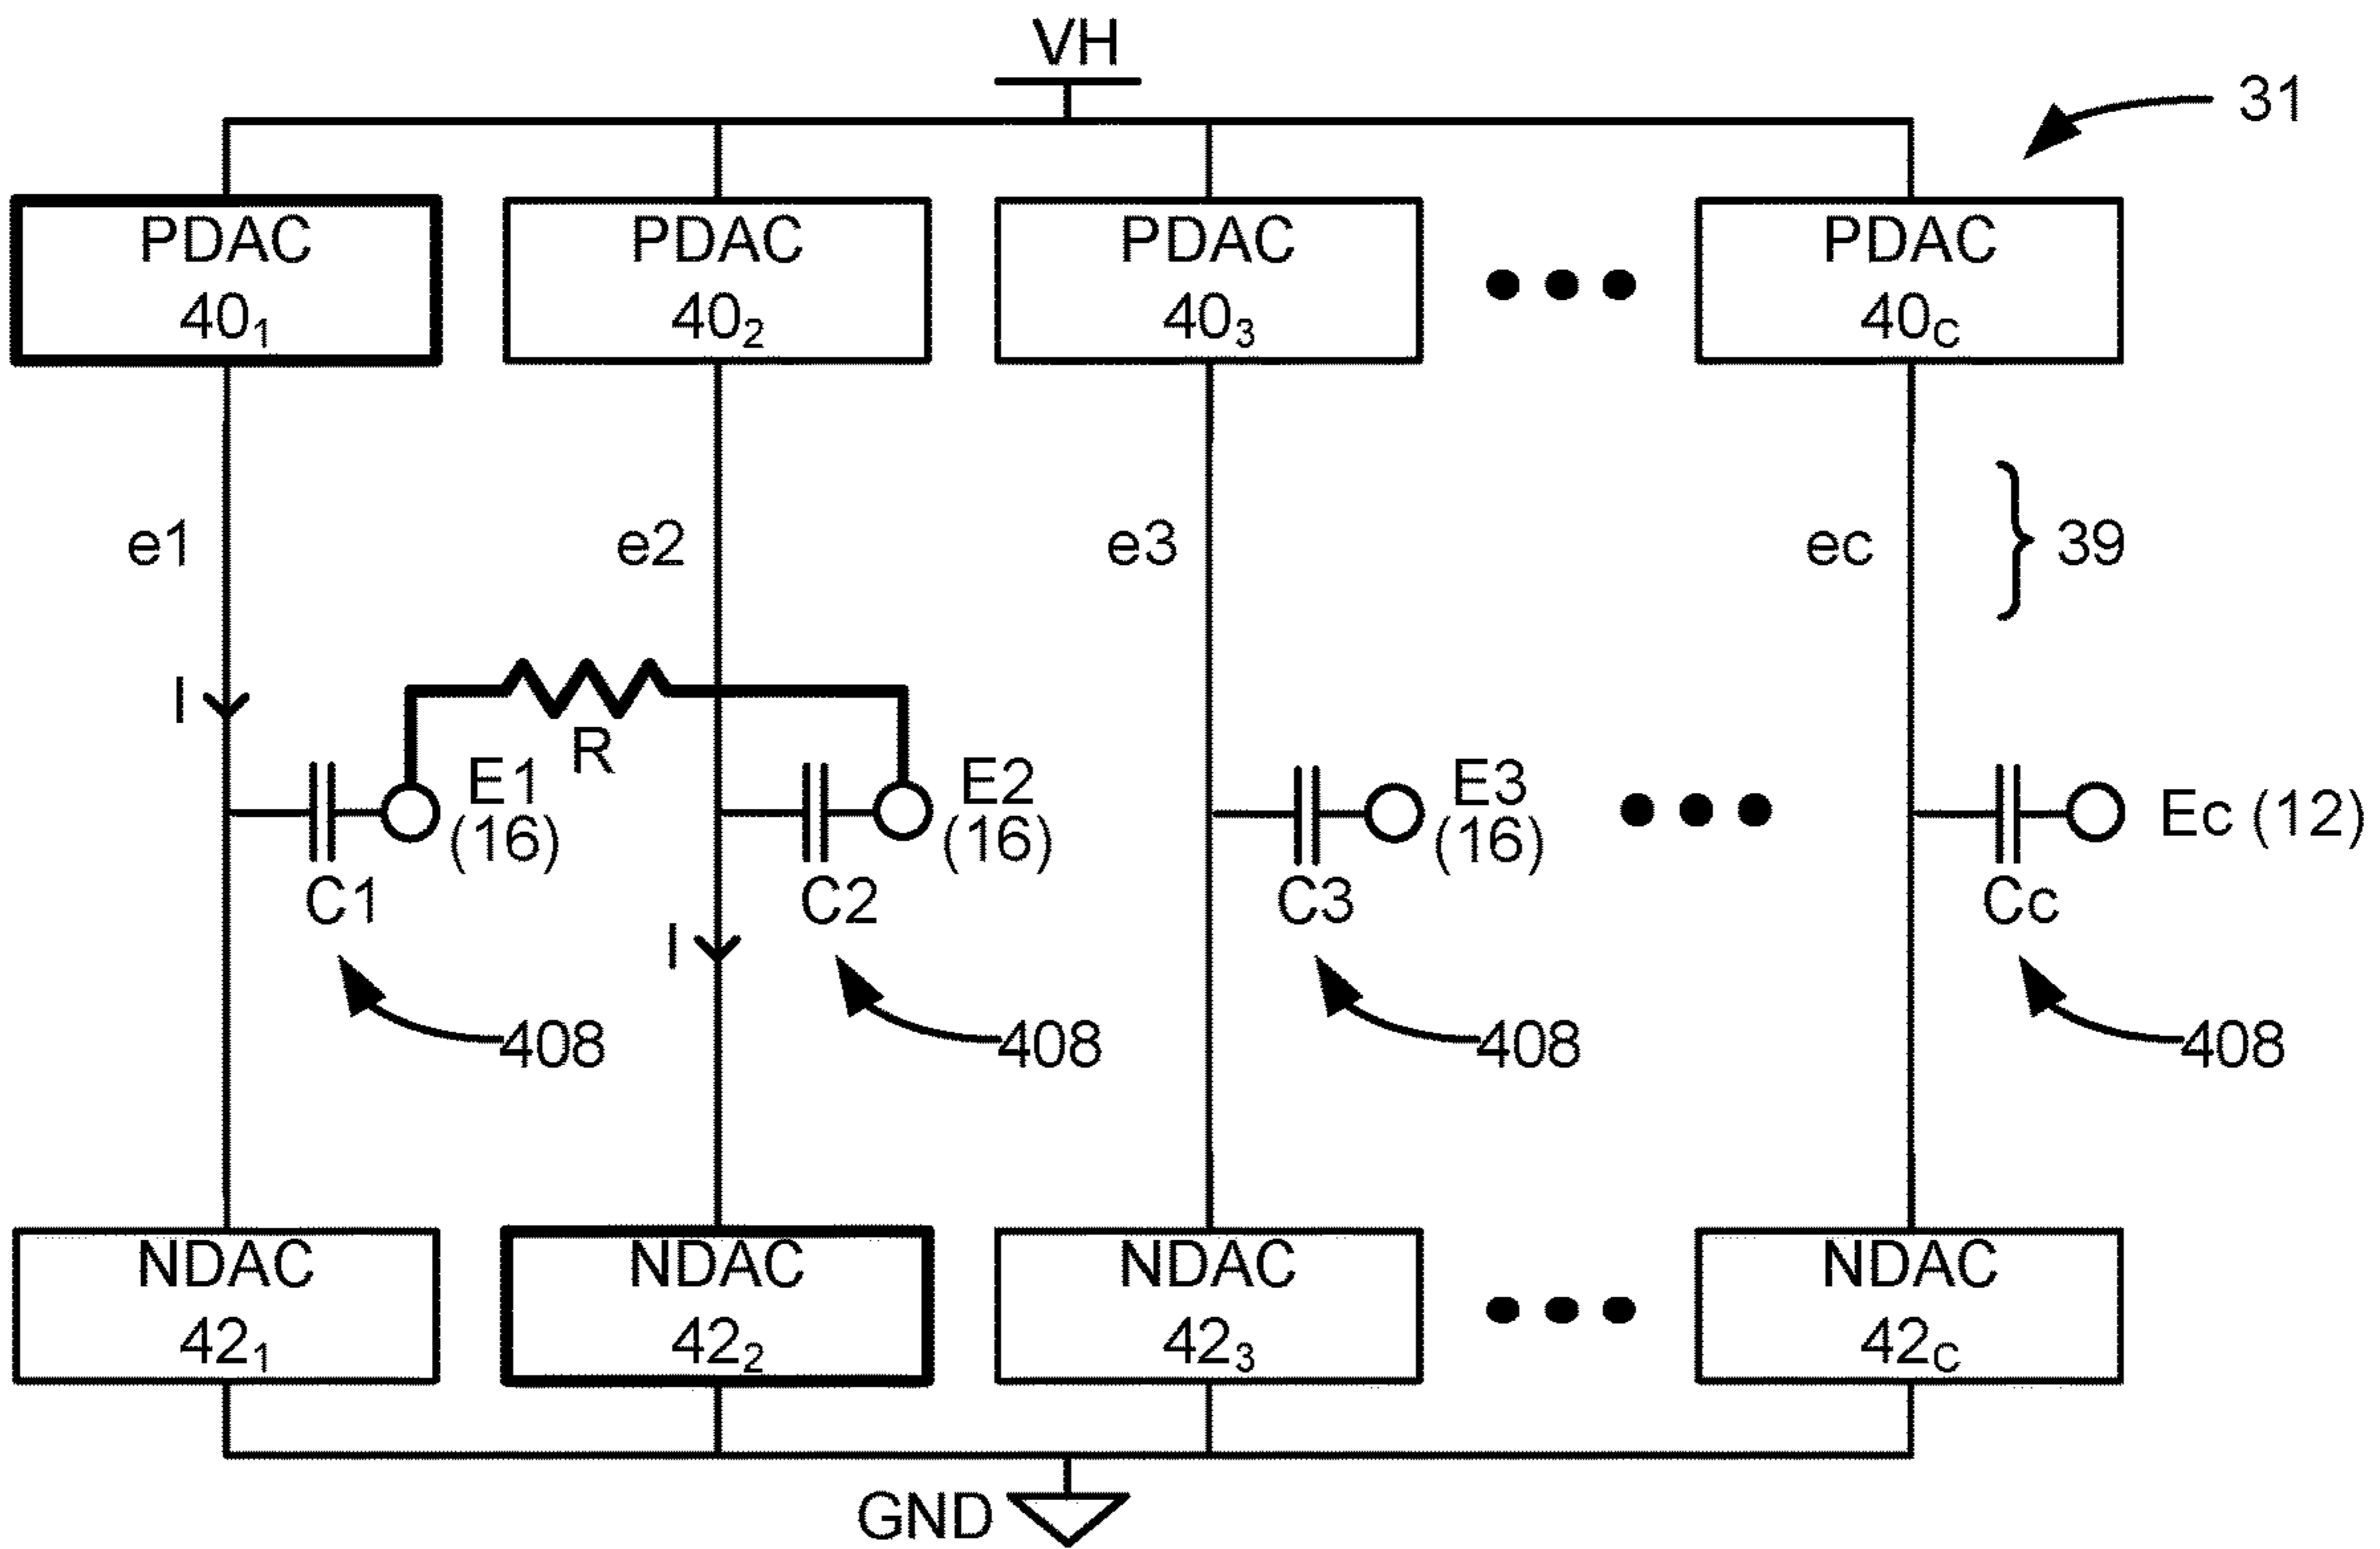 VH
31
PDAC
40₁
PDAC
40₂
PDAC
40₃
PDAC
40C
e1
e2
e3
ec
39
I
R
E1
(16)
E2
(16)
E3
(16)
Ec (12)
C1
C2
C3
Cc
I
408
408
408
408
NDAC
42₁
NDAC
42₂
NDAC
42₃
NDAC
42C
GND